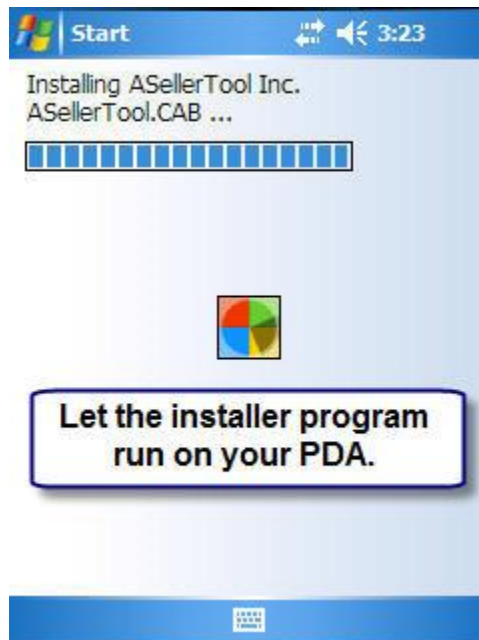 Start 3:23
Installing ASellerTool Inc.
ASellerTool.CAB ...
Let the installer program
run on your PDA.